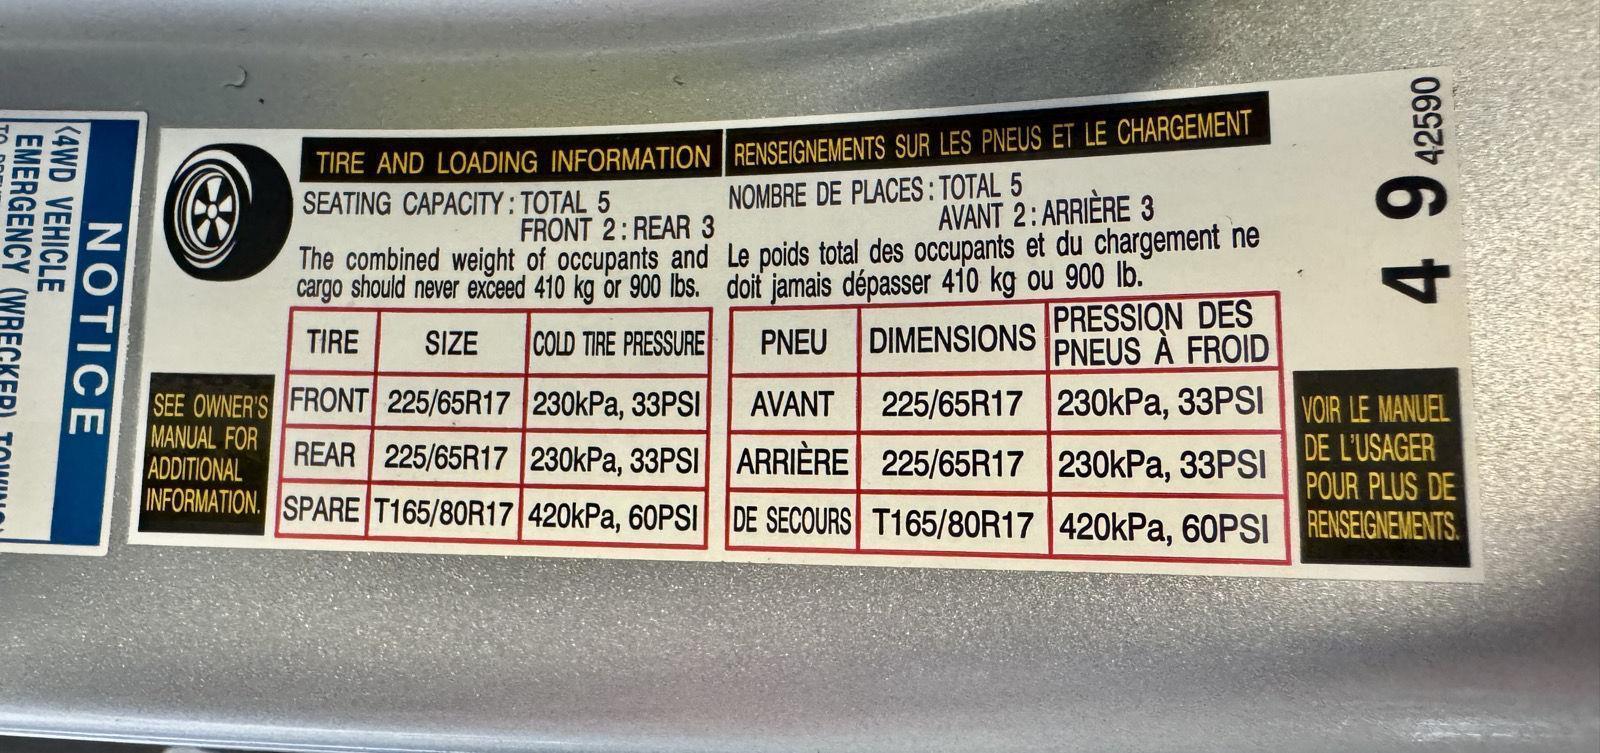 NOTICE
<4WD VEHICLE
EMERGENCY (WRECKER)
TIRE AND LOADING INFORMATION
SEATING CAPACITY: TOTAL 5
FRONT 2: REAR 3
The combined weight of occupants and
cargo should never exceed 410 kg or 900 lbs.
TIRE SIZE COLD TIRE PRESSURE
FRONT 225/65R17 230kPa, 33PSI
REAR 225/65R17 230kPa, 33PSI
SPARE T165/80R17 420kPa, 60PSI
SEE OWNER'S
MANUAL FOR
ADDITIONAL
INFORMATION.
RENSEIGNEMENTS SUR LES PNEUS ET LE CHARGEMENT
NOMBRE DE PLACES: TOTAL 5
AVANT 2: ARRIÈRE 3
Le poids total des occupants et du chargement ne
doit jamais dépasser 410 kg ou 900 lb.
PNEU DIMENSIONS PRESSION DES
PNEUS À FROID
AVANT 225/65R17 230kPa, 33PSI
ARRIÈRE 225/65R17 230kPa, 33PSI
DE SECOURS T165/80R17 420kPa, 60PSI
VOIR LE MANUEL
DE L'USAGER
POUR PLUS DE
RENSEIGNEMENTS.
4 9 42590